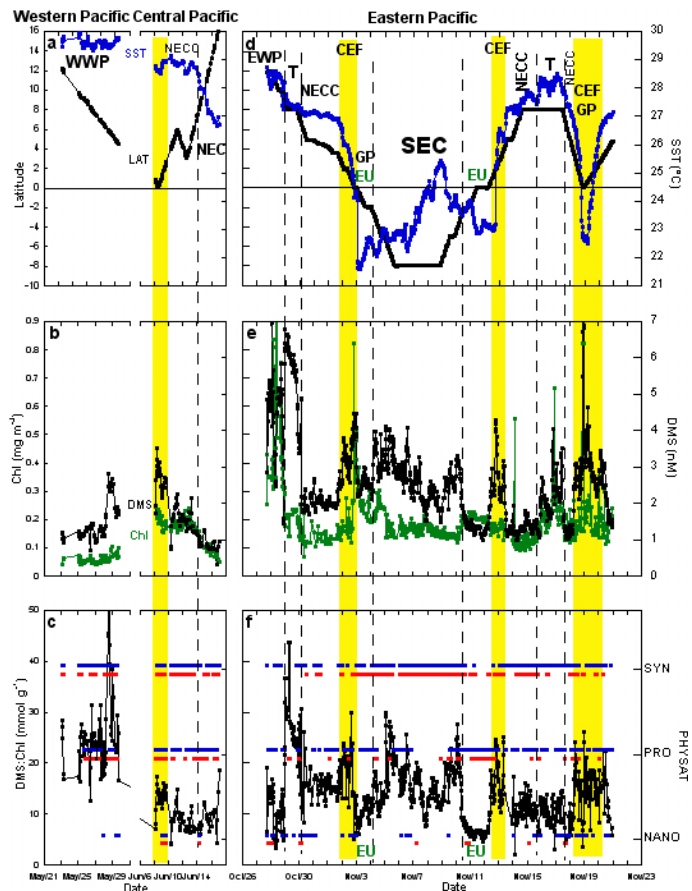 Western Pacific Central Pacific
Eastern Pacific
16
14
12
10
8
6
4
2
0
-2
-4
-6
-8
-10
Latitude
a
WWP
SST
NECC
LAT
NEC
d
EWP
T
NECC
CEF
GP
EU
SEC
EU
CEF
NECC
T
NECC
CEF
GP
30
29
28
27
26
25
24
23
22
21
SST (°C)
0.9
0.8
0.7
0.6
0.5
0.4
0.3
0.2
0.1
0
Chl (mg m-3)
b
DMS
Chl
e
7
6
5
4
3
2
1
0
DMS (nM)
50
40
30
20
10
0
DMS:Chl (mmol g-1)
c
f
EU
EU
SYN
PRO
NANO
PHYSAT
May/21 May/25 May/29 Jun/6 Jun/10 Jun/14
Date
Oct/26 Oct/30 Nov/3 Nov/7 Nov/11 Nov/15 Nov/19 Nov/23
Date